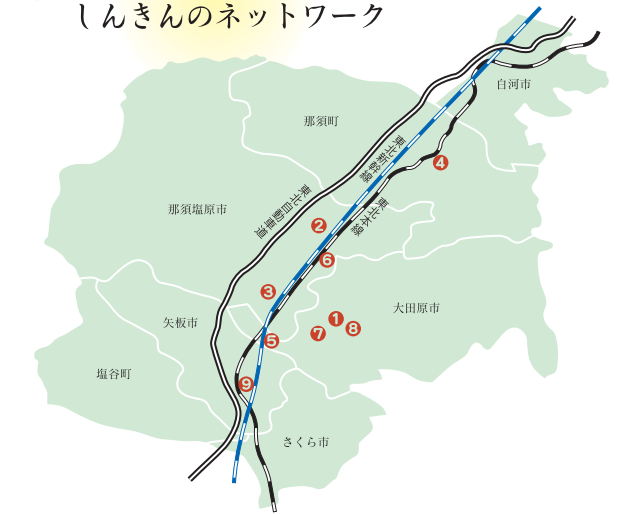 しんきんのネットワーク
白河市
那須町
東北新幹線
④
那須塩原市
東北自動車道
東北本線
②
⑥
③
大田原市
矢板市
①
⑧
⑦
⑤
塩谷町
⑨
さくら市